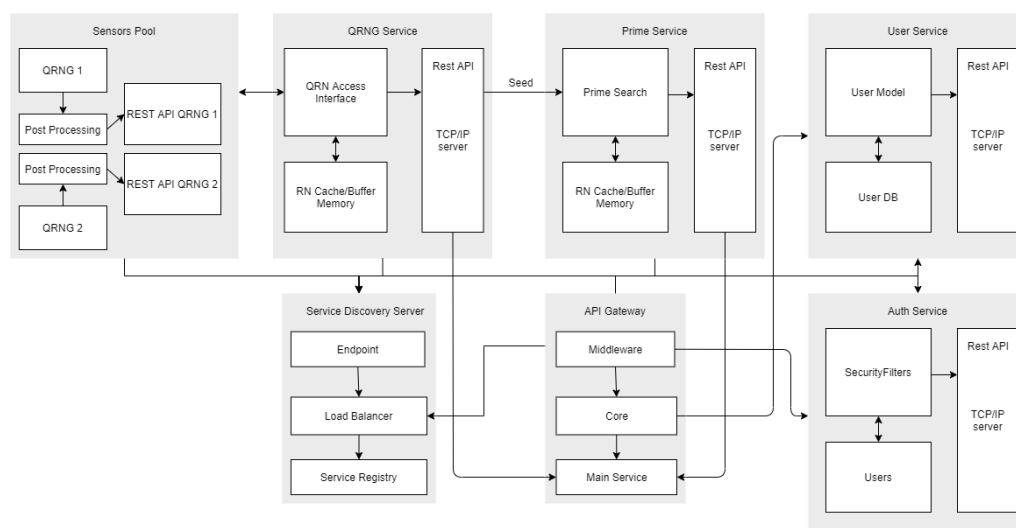 Sensors Pool
QRNG 1
Post Processing
REST API QRNG 1
Post Processing
REST API QRNG 2
QRNG 2
QRNG Service
QRN Access
Interface
RN Cache/Buffer
Memory
Rest API
TCP/IP
server
Seed
Prime Service
Prime Search
RN Cache/Buffer
Memory
Rest API
TCP/IP
server
User Service
User Model
User DB
Rest API
TCP/IP
server
Service Discovery Server
Endpoint
Load Balancer
Service Registry
API Gateway
Middleware
Core
Main Service
Auth Service
SecurityFilters
Users
Rest API
TCP/IP
server